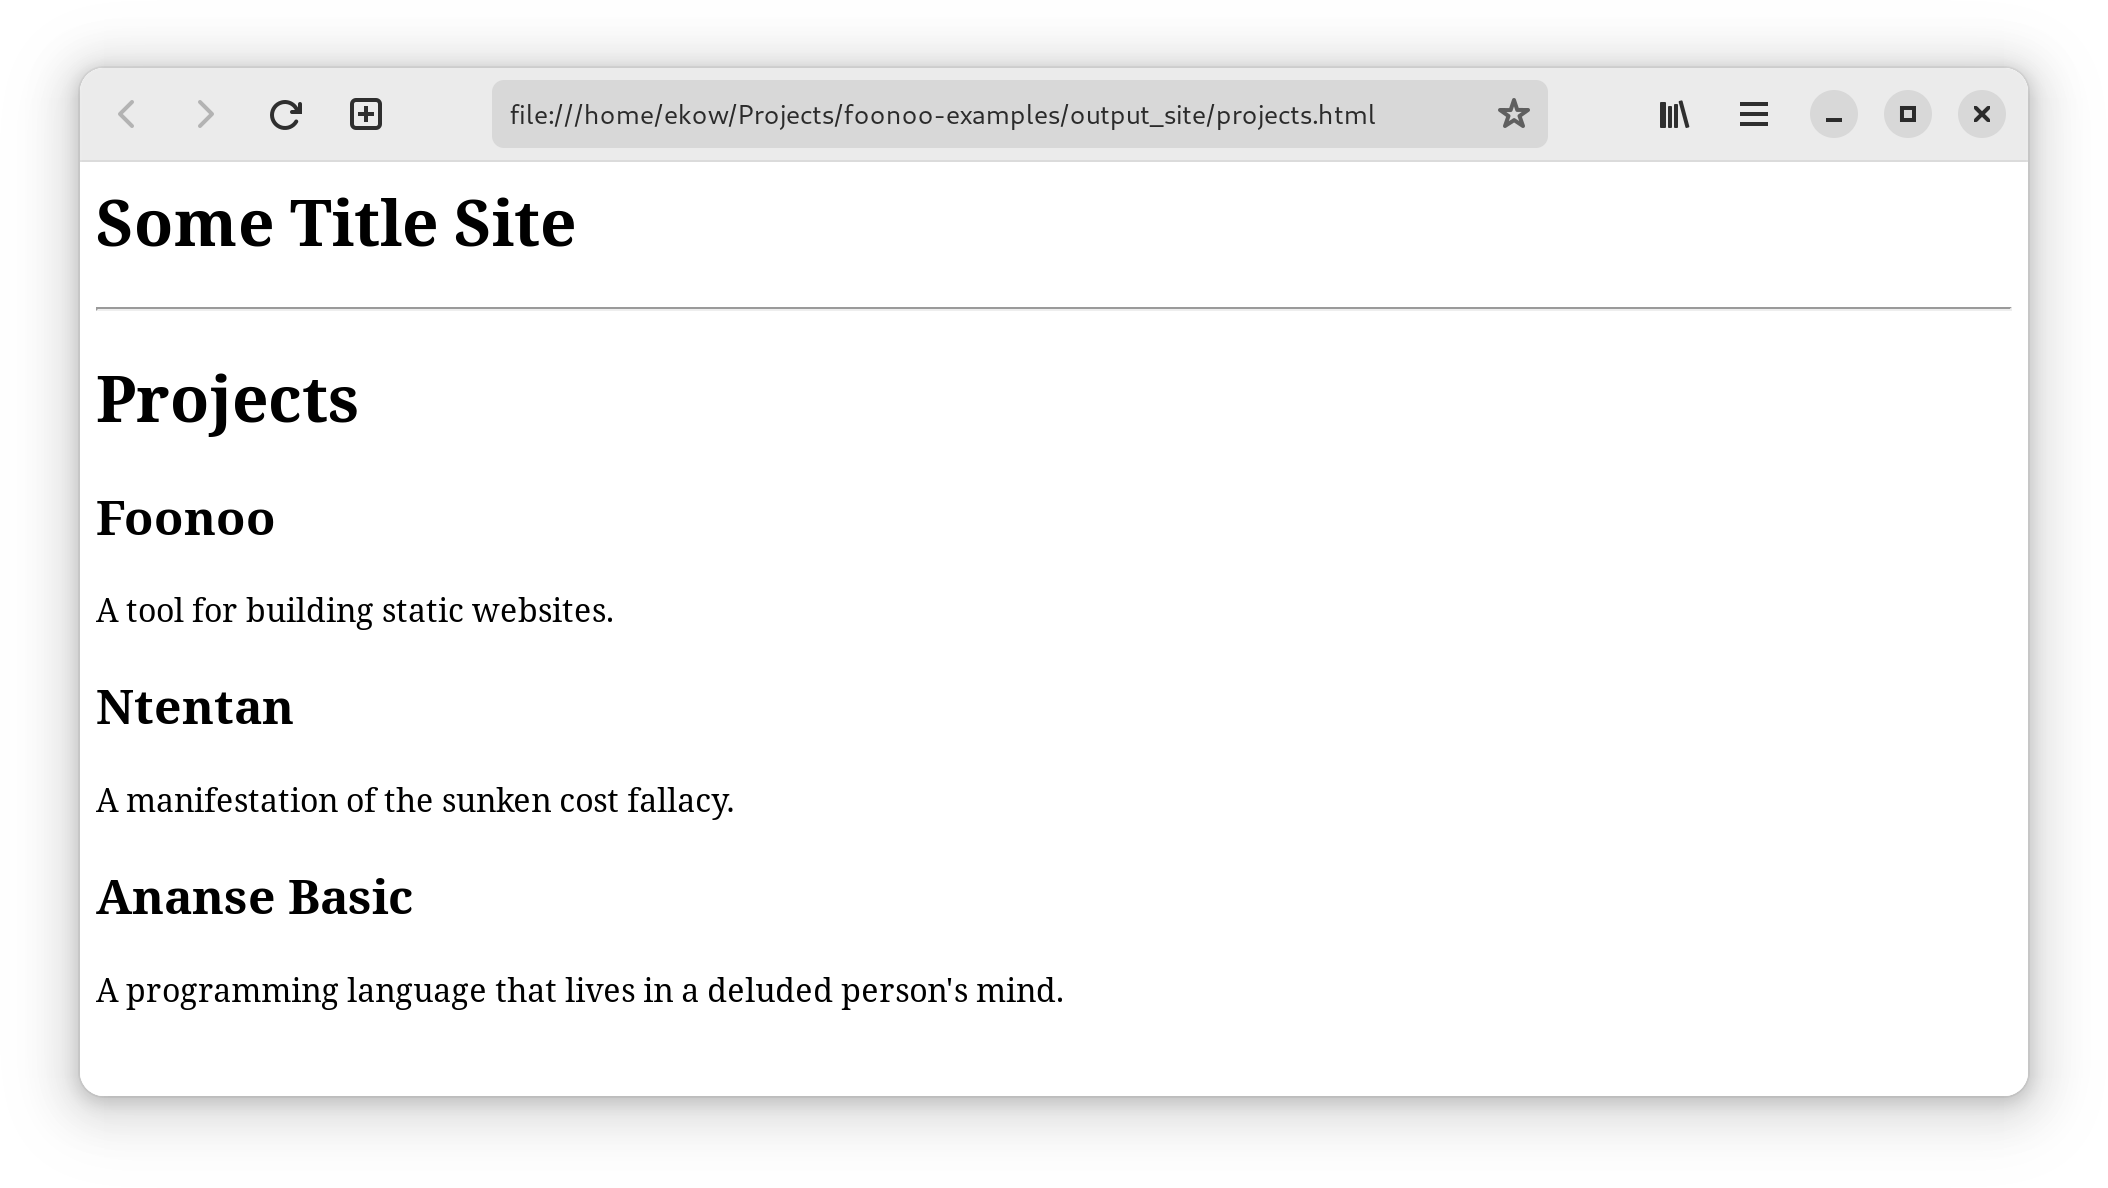 file:///home/ekow/Projects/foonoo-examples/output_site/projects.html
Some Title Site
Projects
Foonoo
A tool for building static websites.
Ntentan
A manifestation of the sunken cost fallacy.
Ananse Basic
A programming language that lives in a deluded person's mind.